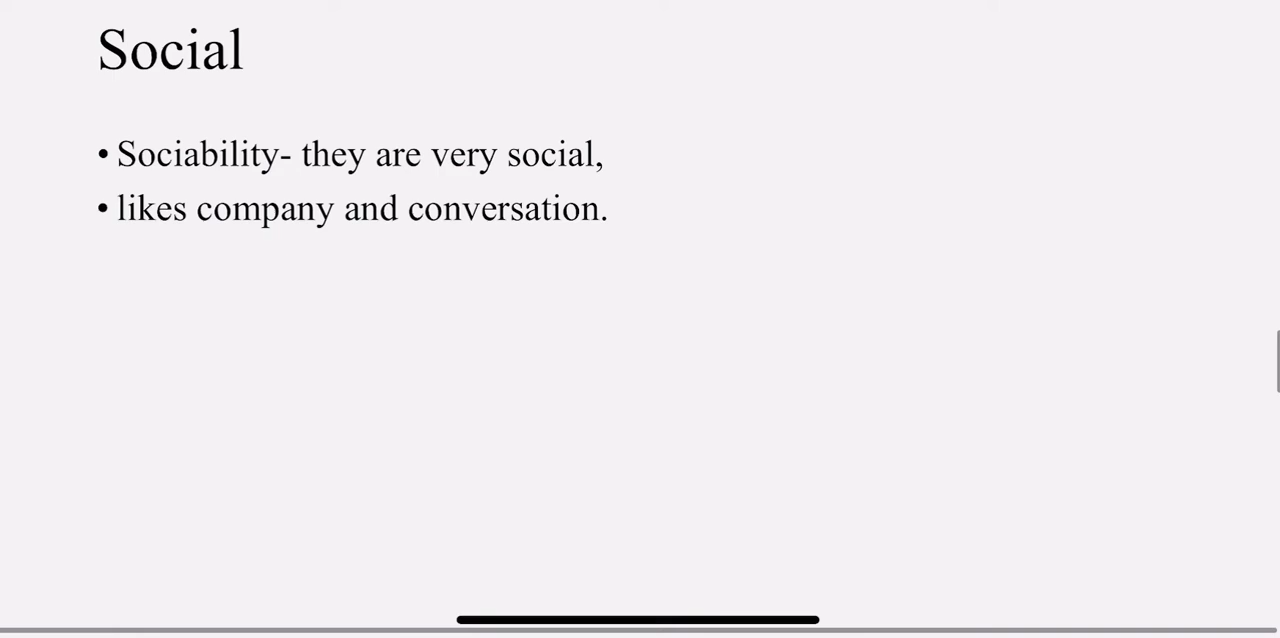 Social
• Sociability- they are very social,
• likes company and conversation.